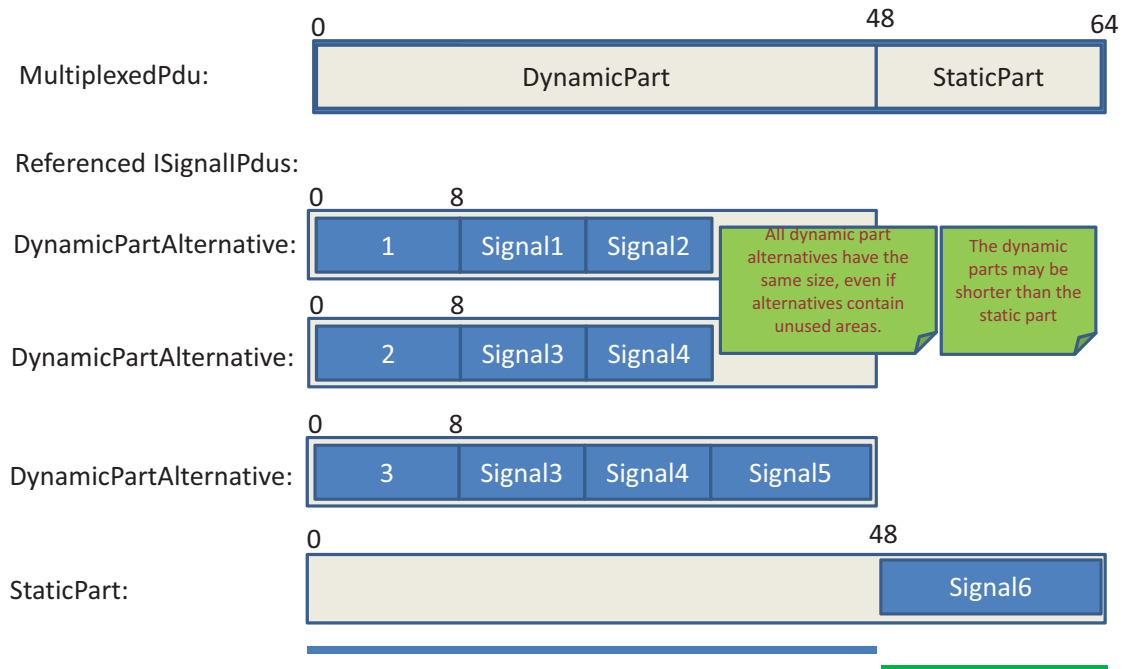 0 48 64
MultiplexedPdu: DynamicPart StaticPart
Referenced ISignalIPdus:
0 8
DynamicPartAlternative: 1 Signal1 Signal2
All dynamic part
alternatives have the
same size, even if
alternatives contain
unused areas.
The dynamic
parts may be
shorter than the
static part
0 8
DynamicPartAlternative: 2 Signal3 Signal4
0 8
DynamicPartAlternative: 3 Signal3 Signal4 Signal5
0 48
StaticPart: Signal6